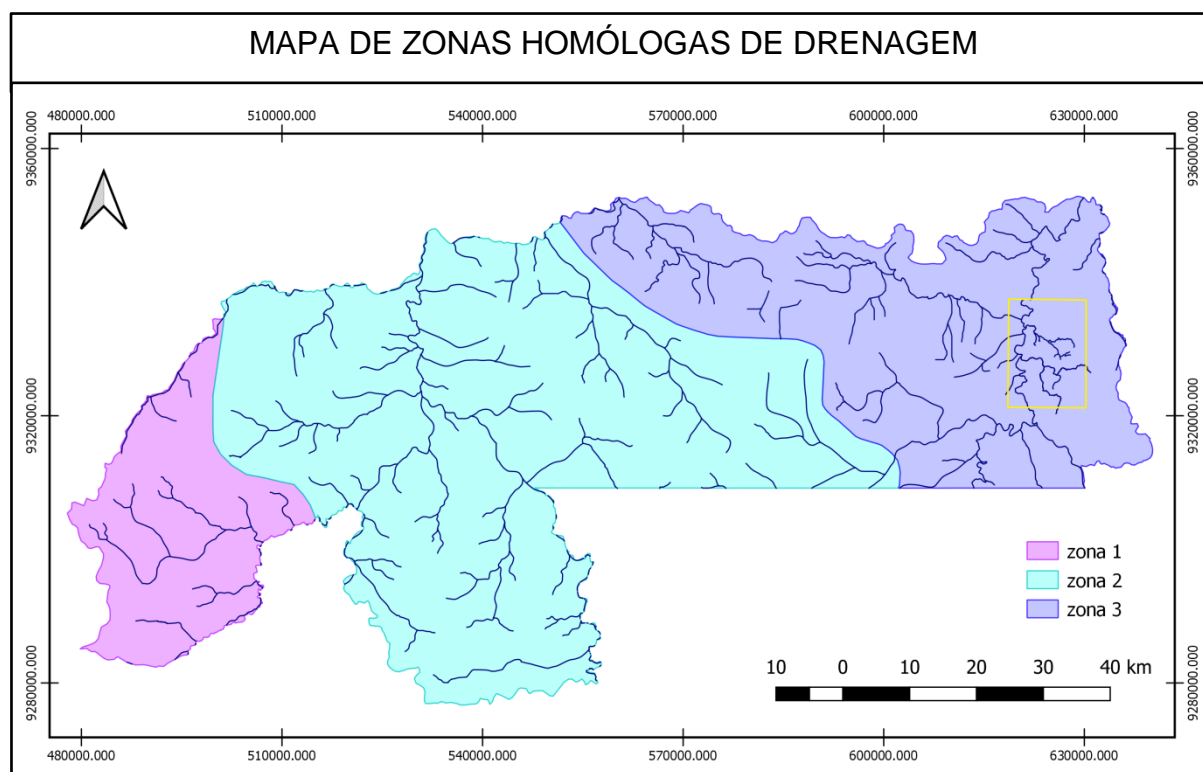 MAPA DE ZONAS HOMÓLOGAS DE DRENAGEM
480000.000 510000.000 540000.000 570000.000 600000.000 630000.000
9360000.000 9360000.000
9320000.000 9320000.000
zona 1
zona 2
zona 3
10 0 10 20 30 40 km
9280000.000 9280000.000
480000.000 510000.000 540000.000 570000.000 600000.000 630000.000